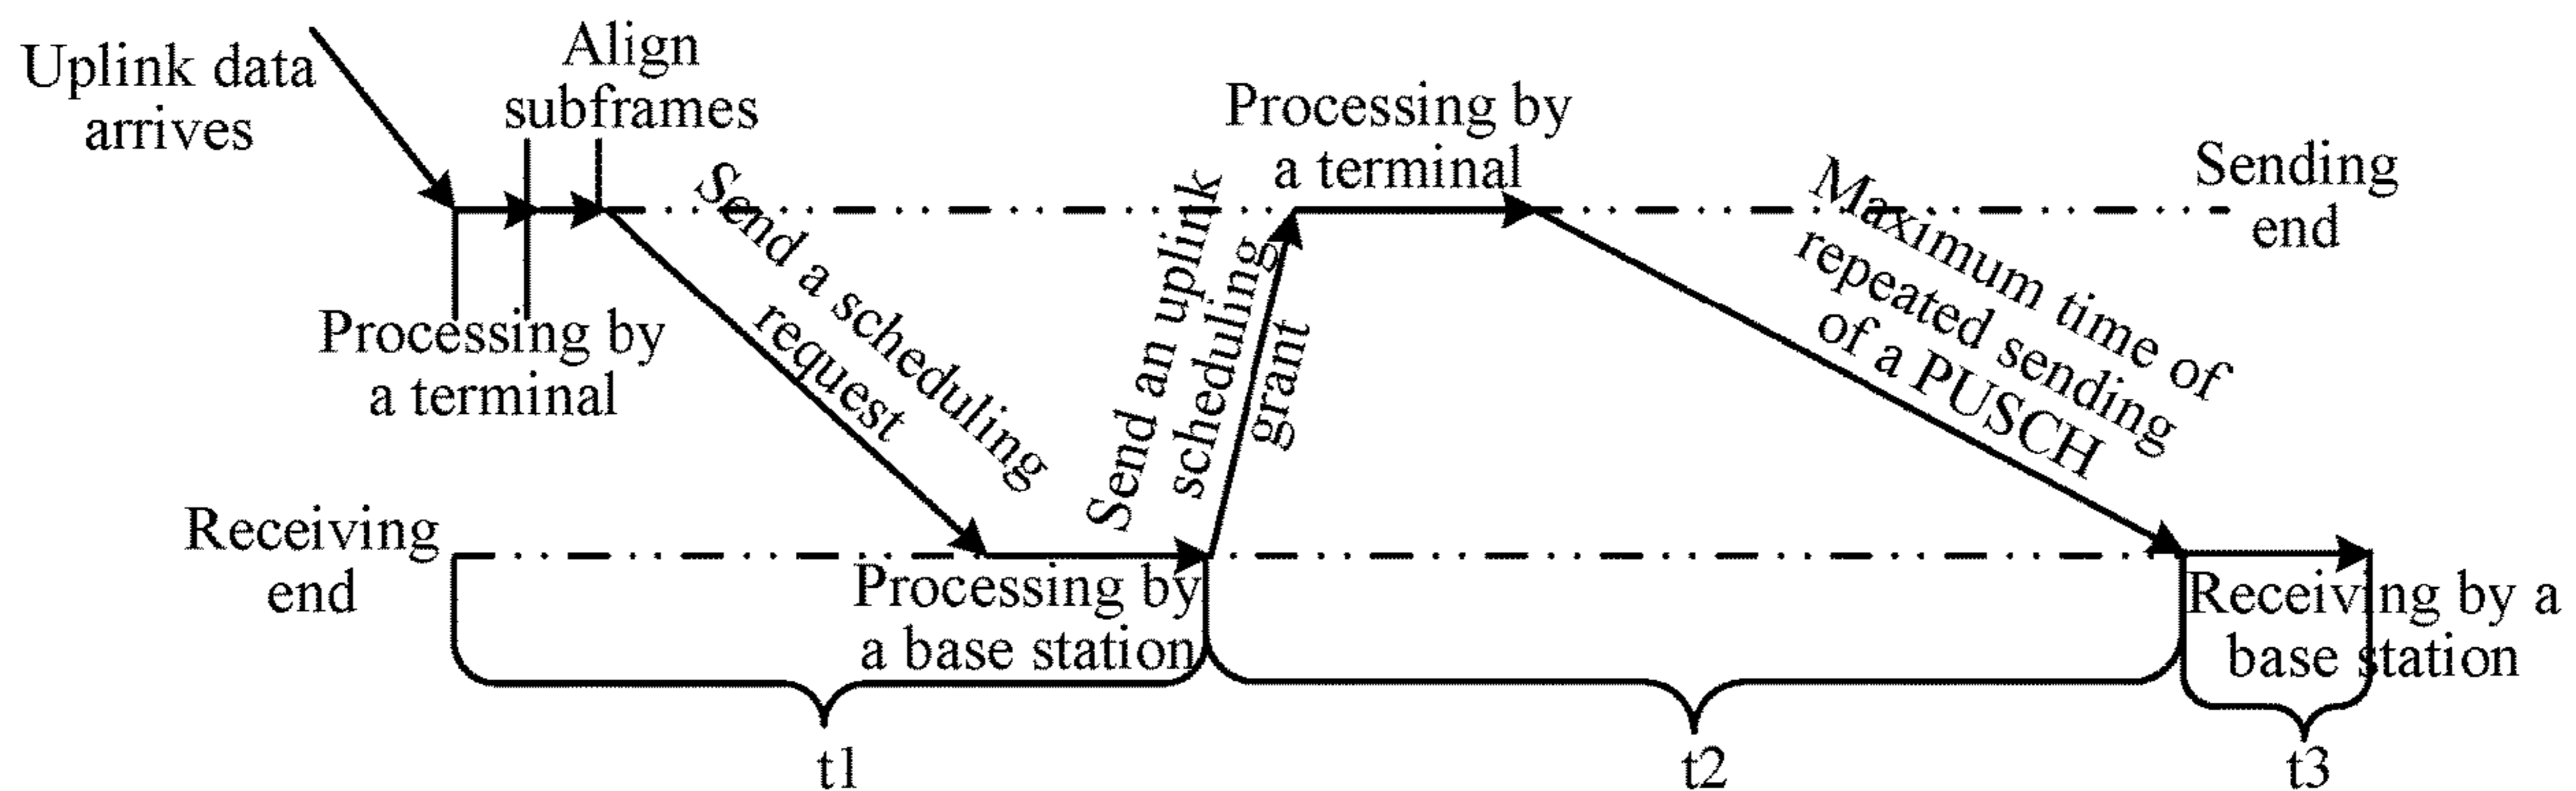 Uplink data
arrives
Align
subframes
Processing by
a terminal
Send a scheduling
request
Send an uplink
scheduling
grant
Processing by
a terminal
Maximum time of
repeated sending
of a PUSCH
Sending
end
Receiving
end
Processing by
a base station
Receiving by a
base station
t1
t2
t3